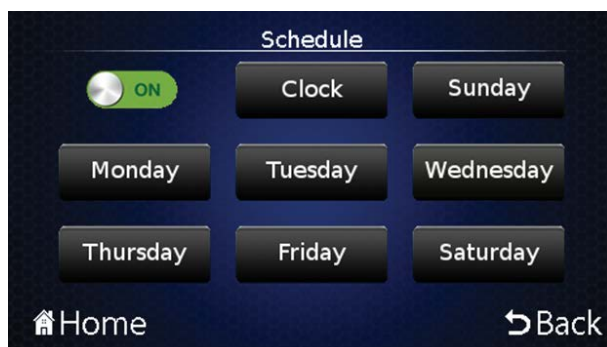 Schedule
ON Clock Sunday
Monday Tuesday Wednesday
Thursday Friday Saturday
Home Back